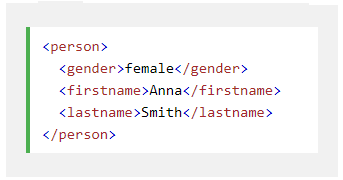 <person>
  <gender>female</gender>
  <firstname>Anna</firstname>
  <lastname>Smith</lastname>
</person>